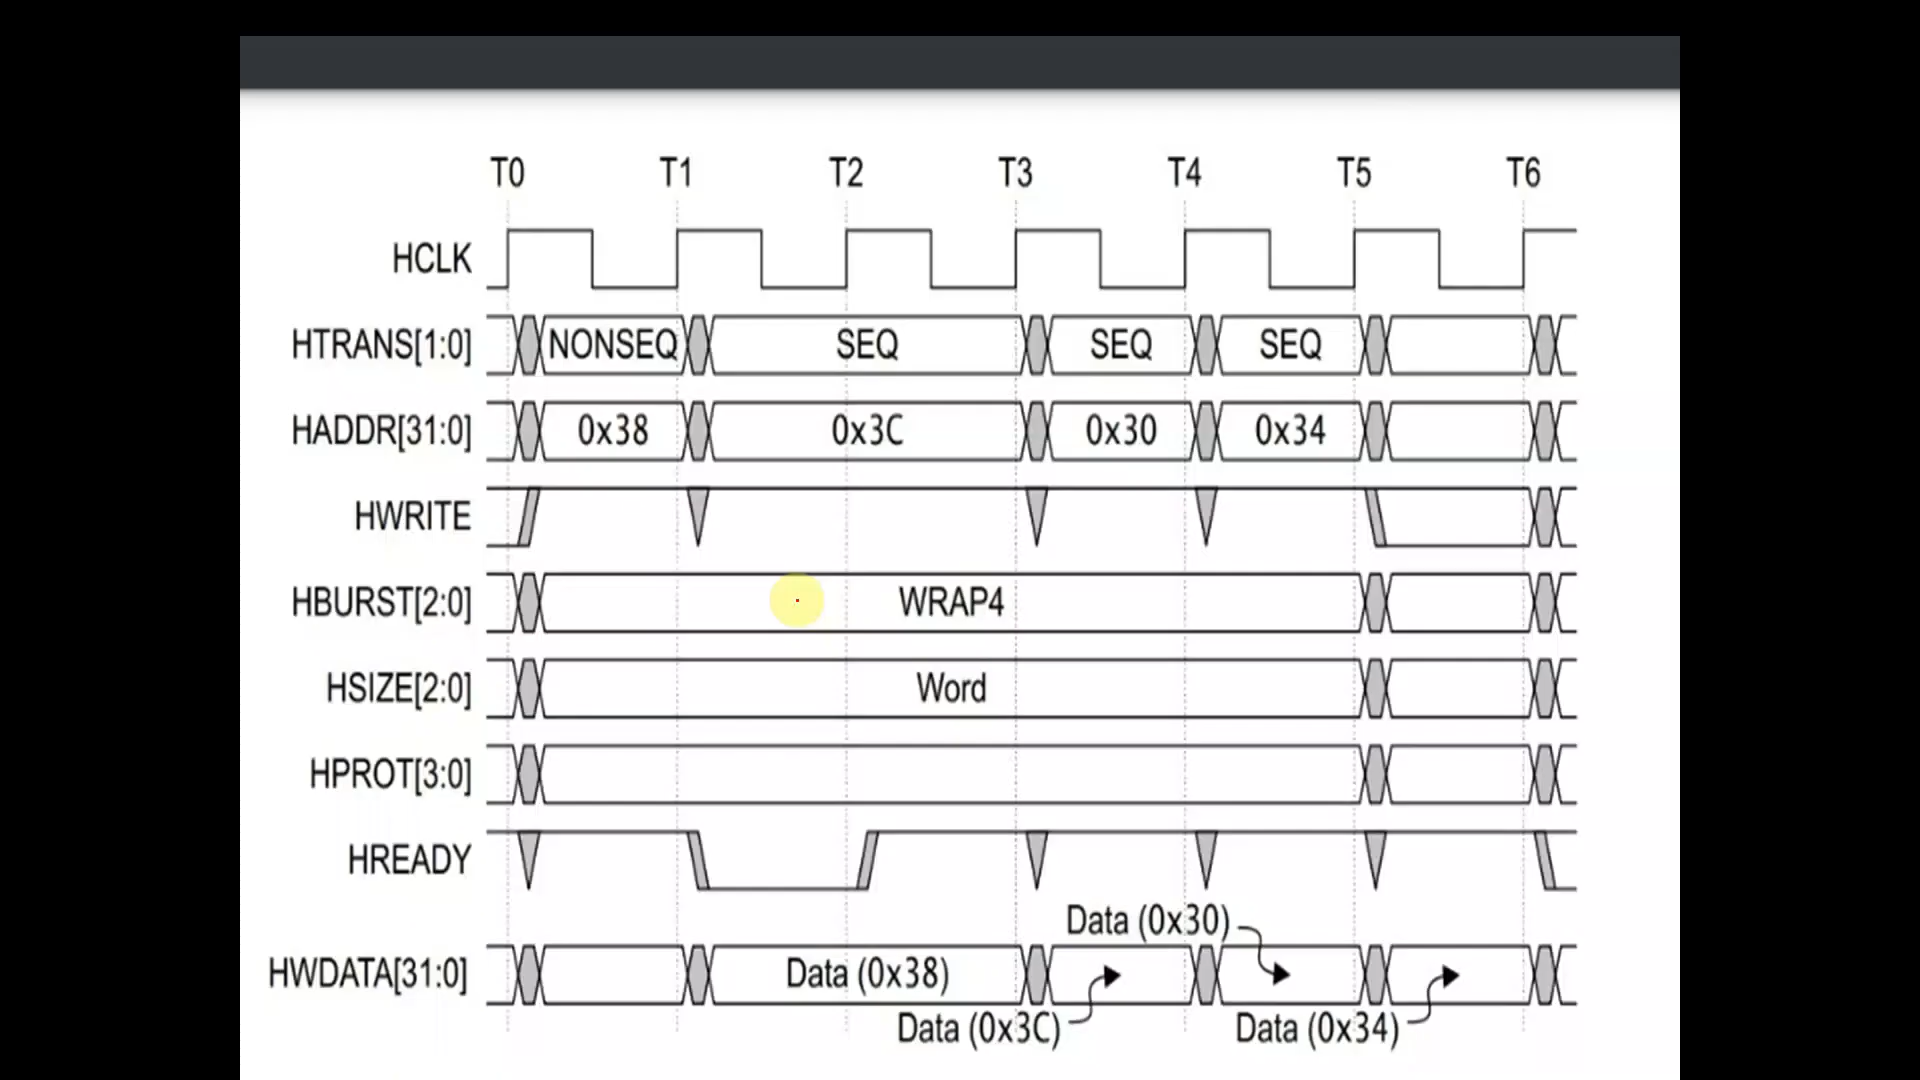 T0 T1 T2 T3 T4 T5 T6
HCLK
HTRANS[1:0] NONSEQ SEQ SEQ SEQ
HADDR[31:0] 0x38 0x3C 0x30 0x34
HWRITE
HBURST[2:0] WRAP4
HSIZE[2:0] Word
HPROT[3:0]
HREADY
Data (0x30)
HWDATA[31:0] Data (0x38)
Data (0x3C) Data (0x34)